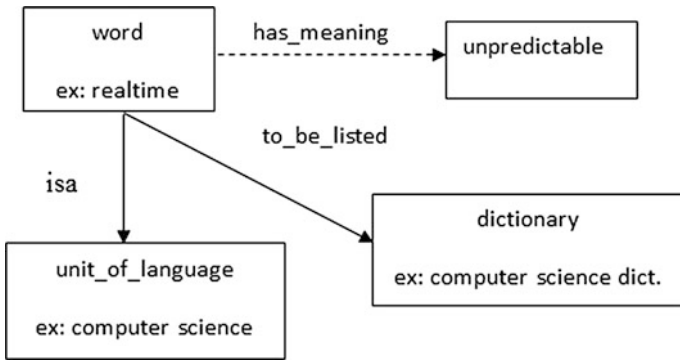 word
has_meaning
unpredictable
ex: realtime
to_be_listed
isa
dictionary
unit_of_language
ex: computer science dict.
ex: computer science